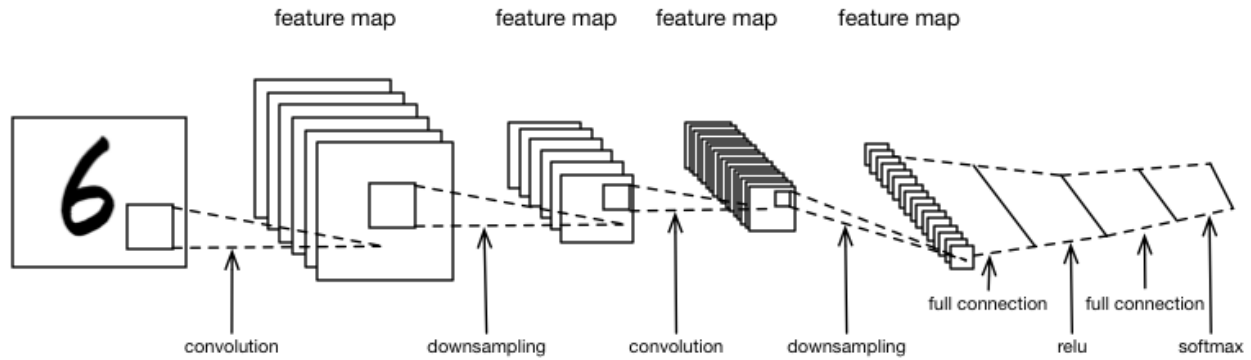 feature map
feature map
feature map
feature map
6
full connection
full connection
convolution
downsampling
convolution
downsampling
relu
softmax